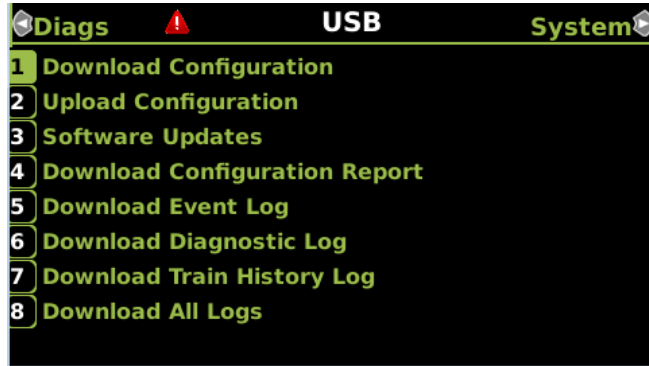 Diags USB System
1 Download Configuration
2 Upload Configuration
3 Software Updates
4 Download Configuration Report
5 Download Event Log
6 Download Diagnostic Log
7 Download Train History Log
8 Download All Logs